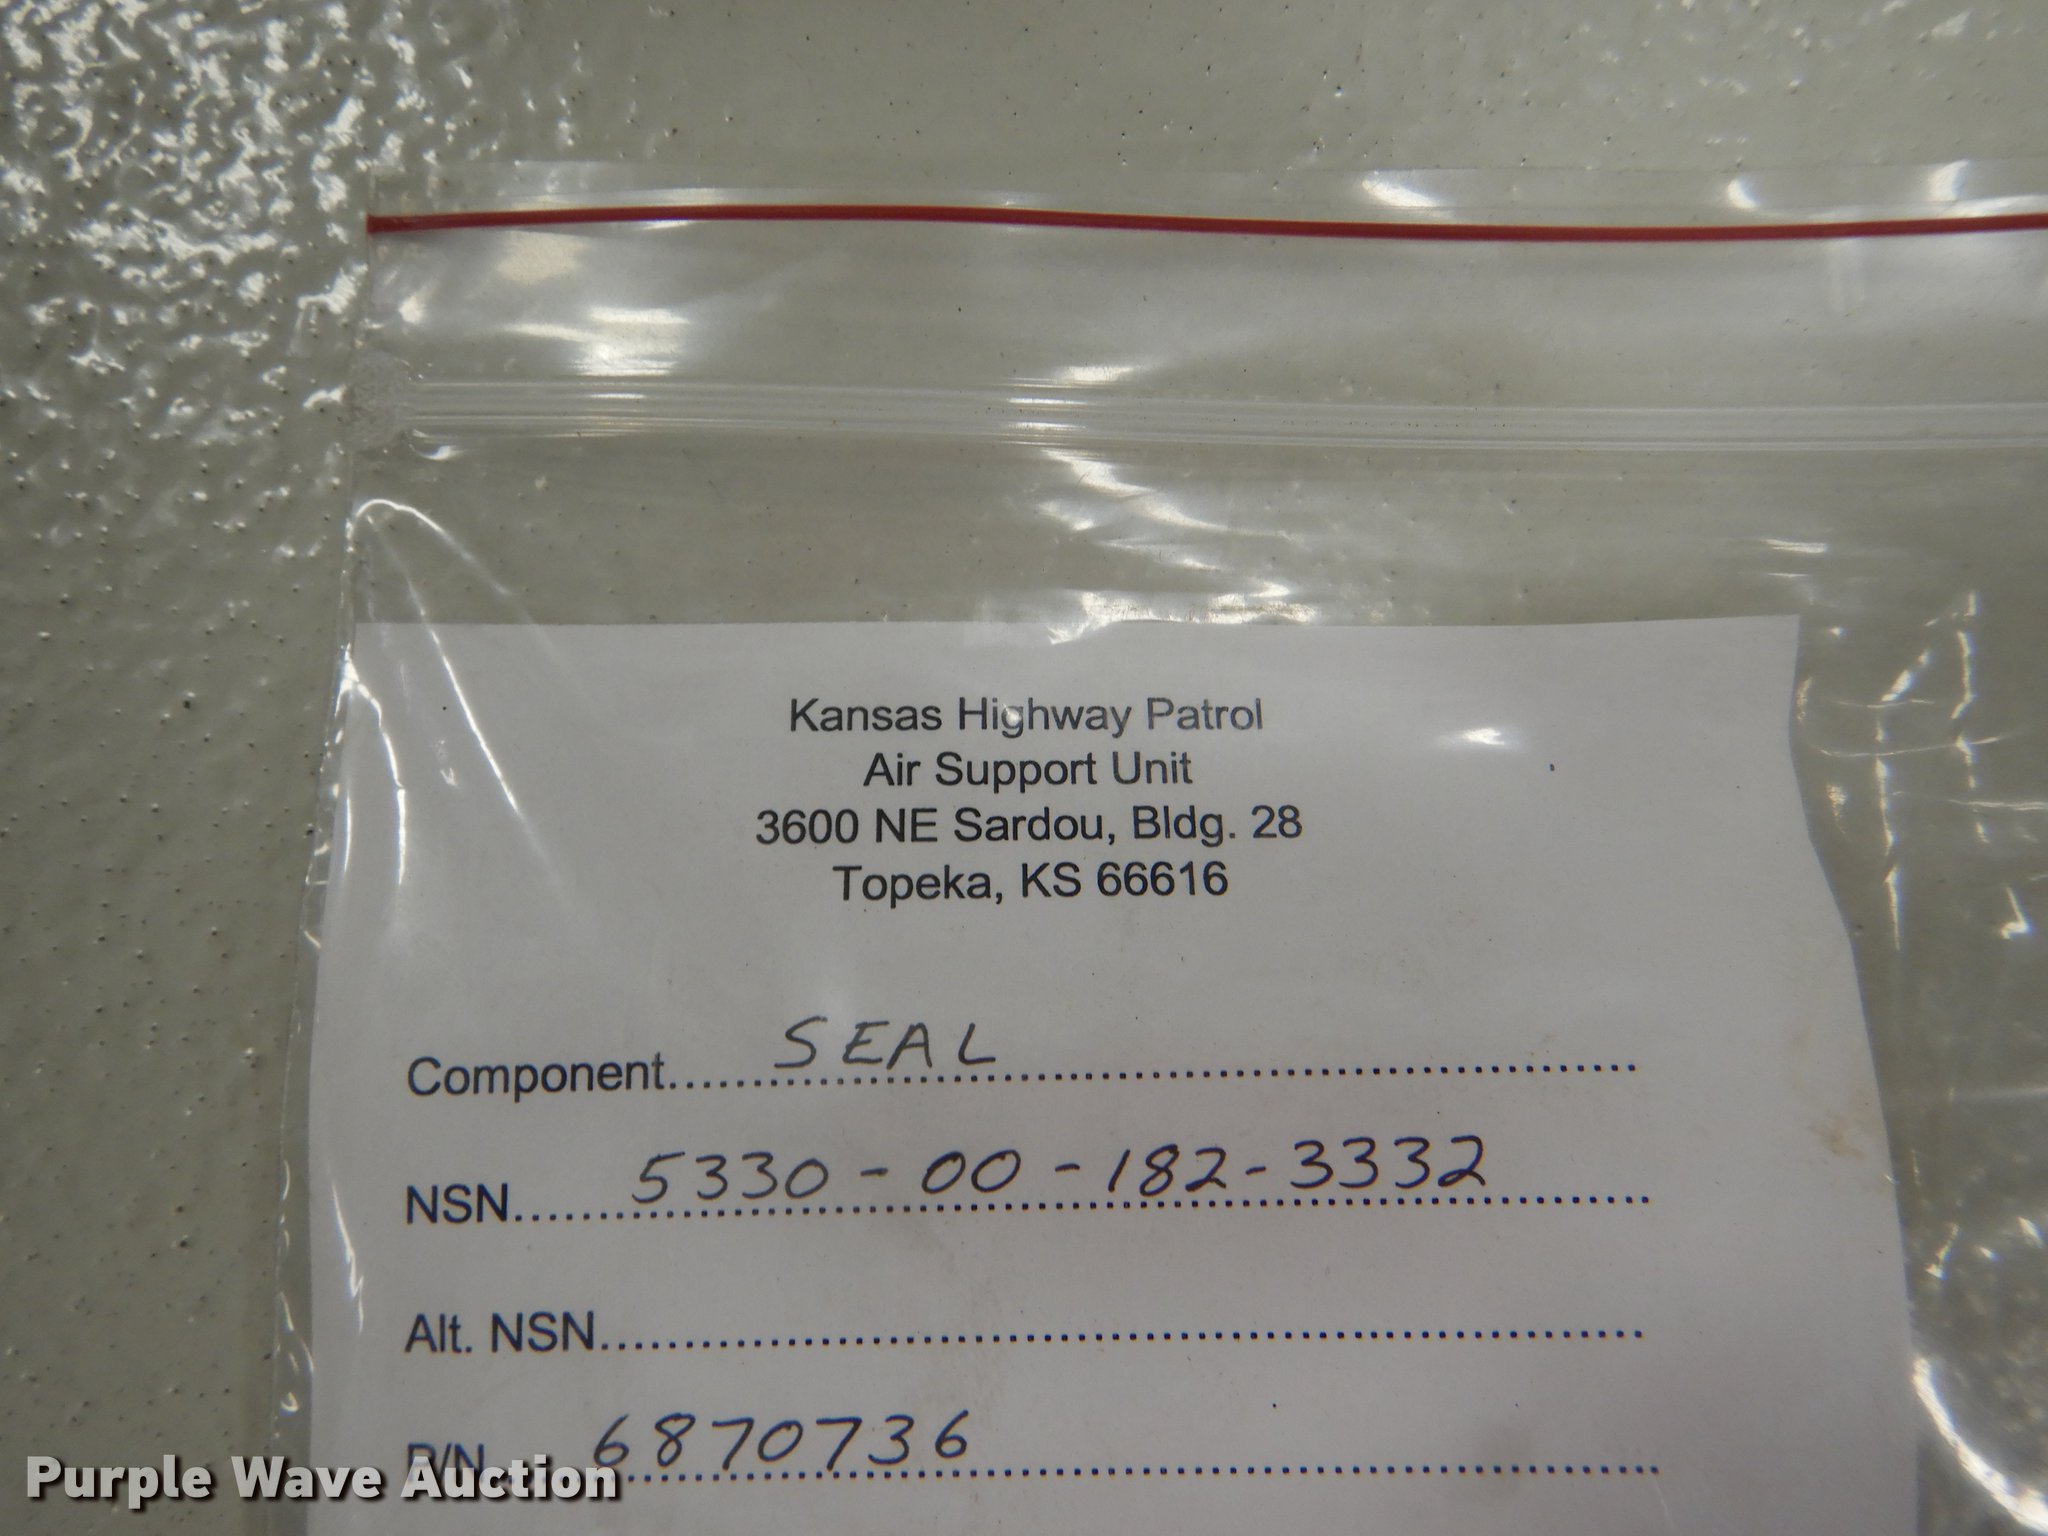 Kansas Highway Patrol
Air Support Unit
3600 NE Sardou, Bldg. 28
Topeka, KS 66616
Component.......SEAL.......
NSN.......5330-00-182-3332.......
Alt. NSN..............
P/N.......6870736.......
Purple Wave Auction